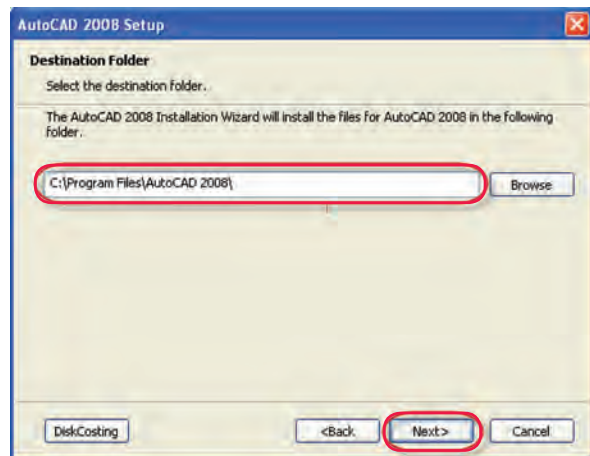 AutoCAD 2008 Setup
Destination Folder
Select the destination folder.
The AutoCAD 2008 Installation Wizard will install the files for AutoCAD 2008 in the following
folder.
C:\Program Files\AutoCAD 2008\
Browse
DiskCosting
<Back
Next>
Cancel